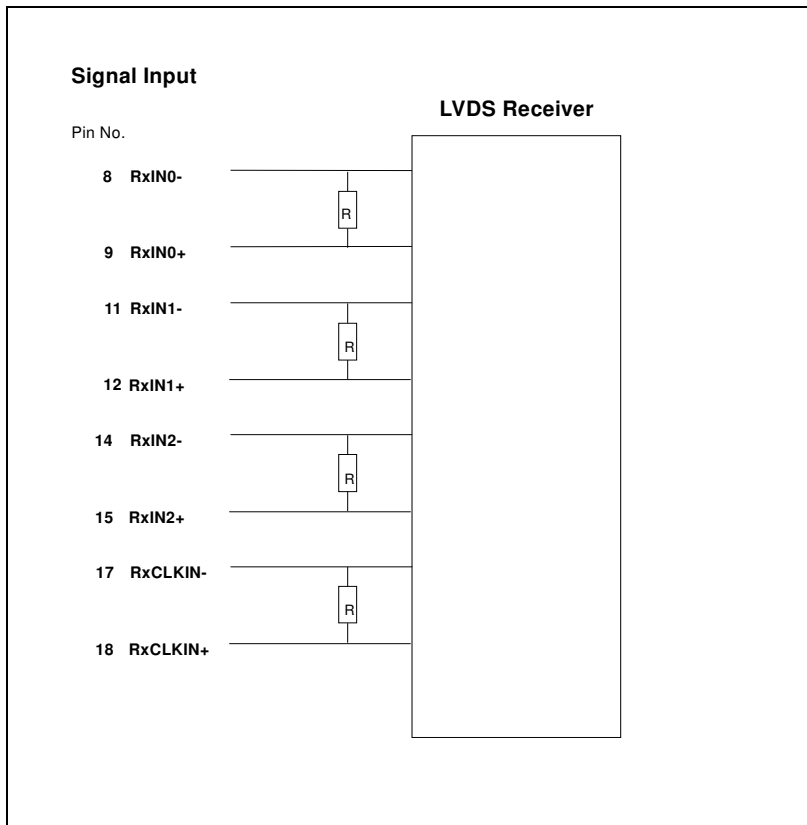 Signal Input
LVDS Receiver
Pin No.
8 RxIN0-
R
9 RxIN0+
11 RxIN1-
R
12 RxIN1+
14 RxIN2-
R
15 RxIN2+
17 RxCLKIN-
R
18 RxCLKIN+